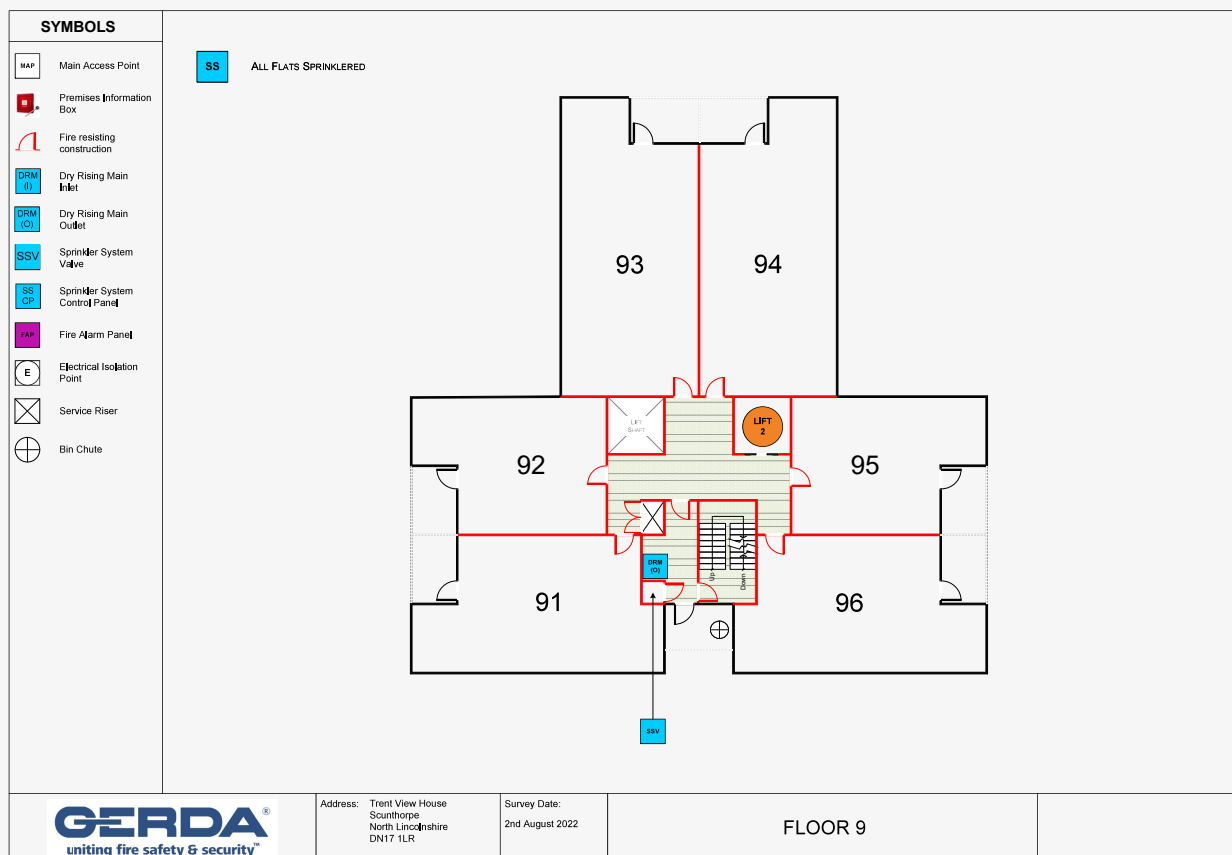 SYMBOLS
MAP
Main Access Point
Premises Information
Box
Fire resisting
construction
DRM
(I)
Dry Rising Main
Inlet
DRM
(O)
Dry Rising Main
Outlet
SSV
Sprinkler System
Valve
SS
CP
Sprinkler System
Control Panel
FAP
Fire Alarm Panel
E
Electrical Isolation
Point
Service Riser
Bin Chute
SS
ALL FLATS SPRINKLERED
93
94
LIFT
SHAFT
LIFT
2
92
95
DRM
(O)
Up
Down
91
96
SSV
GERDA®
uniting fire safety & security™
Address:
Trent View House
Scunthorpe
North Lincolnshire
DN17 1LR
Survey Date:
2nd August 2022
FLOOR 9